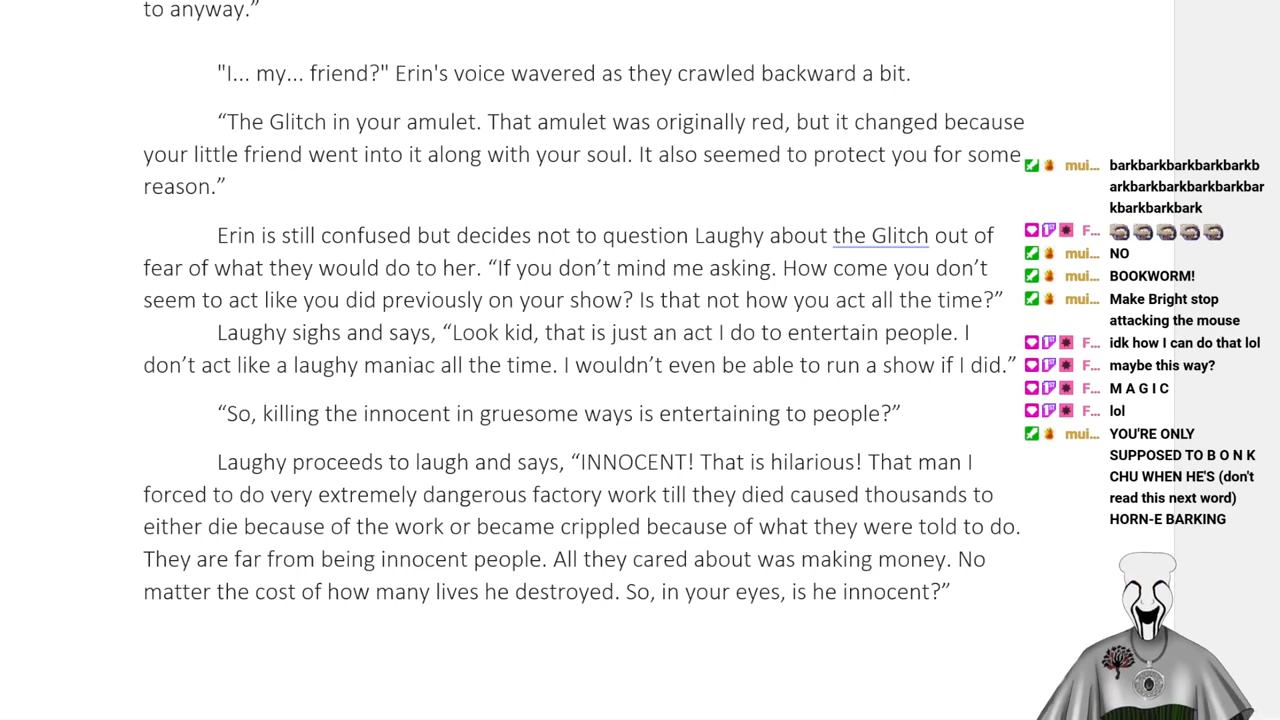 to anyway.”
"I... my... friend?" Erin's voice wavered as they crawled backward a bit.
“The Glitch in your amulet. That amulet was originally red, but it changed because
your little friend went into it along with your soul. It also seemed to protect you for some
reason.”
Erin is still confused but decides not to question Laughy about the Glitch out of
fear of what they would do to her. “If you don’t mind me asking. How come you don’t
seem to act like you did previously on your show? Is that not how you act all the time?”
Laughy sighs and says, “Look kid, that is just an act I do to entertain people. I
don’t act like a laughy maniac all the time. I wouldn’t even be able to run a show if I did.”
“So, killing the innocent in gruesome ways is entertaining to people?”
Laughy proceeds to laugh and says, “INNOCENT! That is hilarious! That man I
forced to do very extremely dangerous factory work till they died caused thousands to
either die because of the work or became crippled because of what they were told to do.
They are far from being innocent people. All they cared about was making money. No
matter the cost of how many lives he destroyed. So, in your eyes, is he innocent?”
mui... barkbarkbarkbarkbarkb
arkbarkbarkbarkbarkbar
kbarkbarkbark
F...
mui... NO
mui... BOOKWORM!
mui... Make Bright stop
attacking the mouse
F... idk how I can do that lol
F... maybe this way?
F... M A G I C
F... lol
mui... YOU'RE ONLY
SUPPOSED TO B O N K
CHU WHEN HE'S (don't
read this next word)
HORN-E BARKING